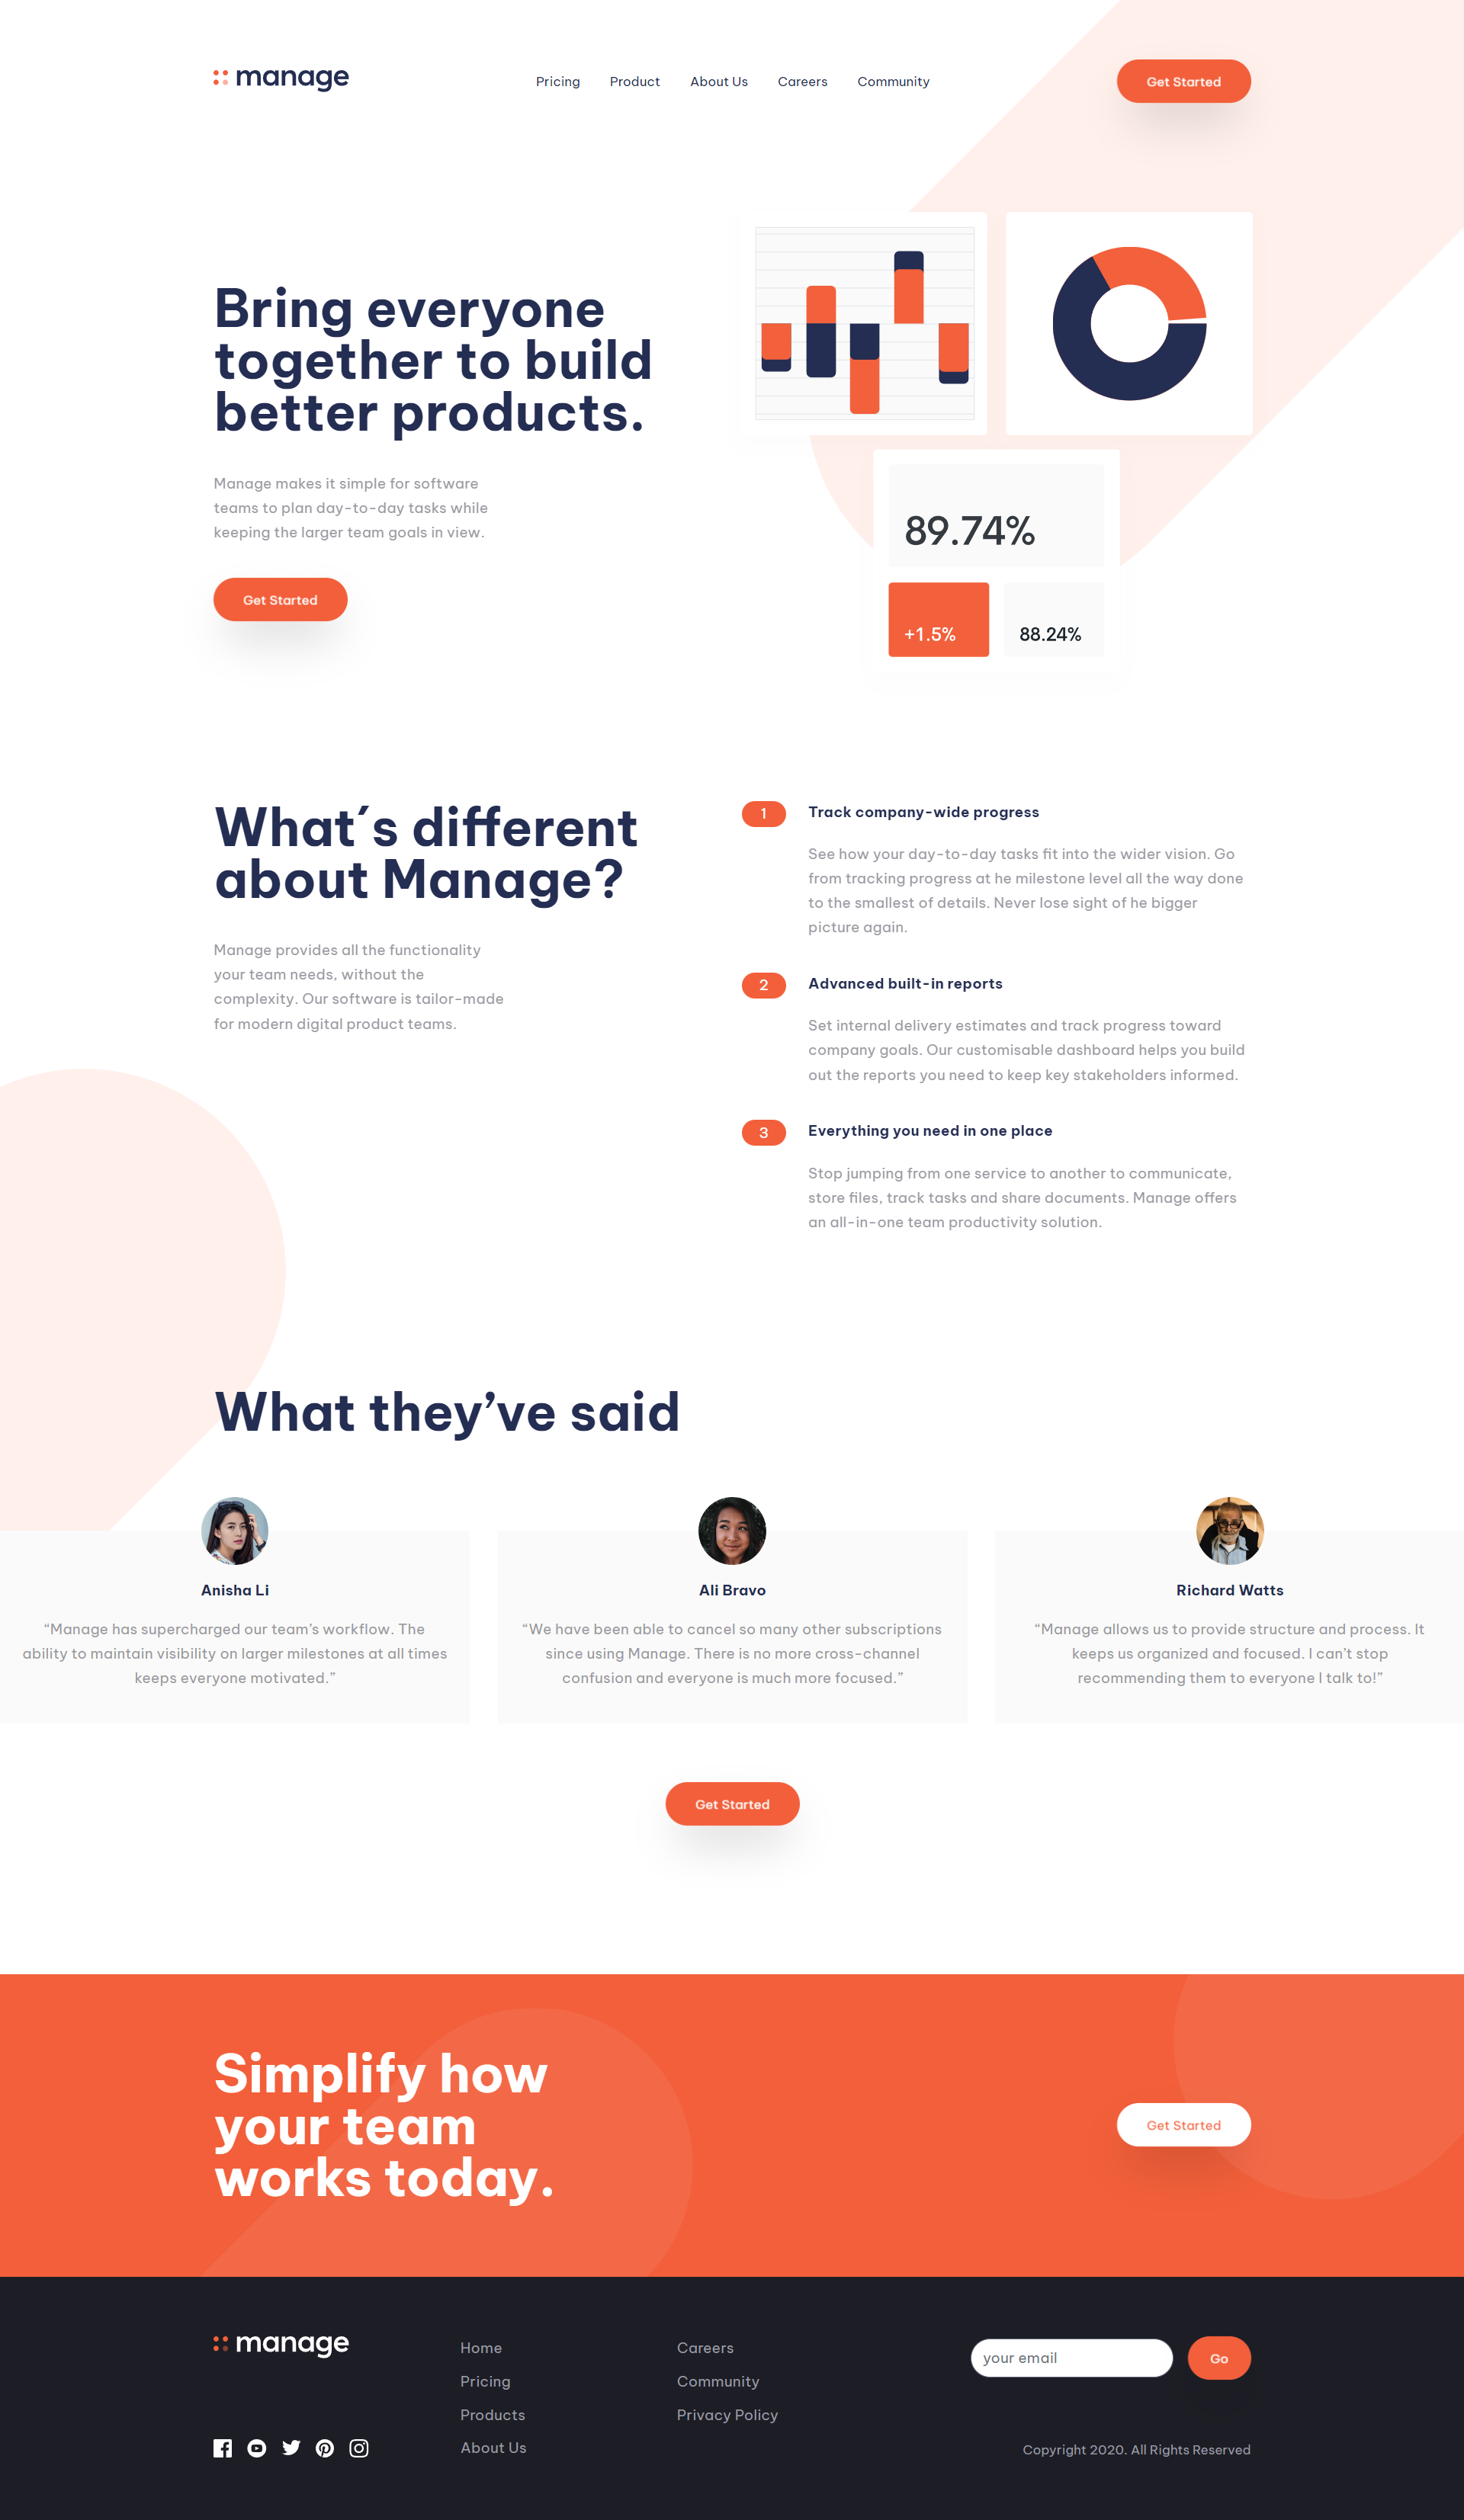 manage
Pricing
Product
About Us
Careers
Community
Get Started
Bring everyone
together to build
better products.
Manage makes it simple for software
teams to plan day-to-day tasks while
keeping the larger team goals in view.
Get Started
89.74%
+1.5%
88.24%
What´s different
about Manage?
Manage provides all the functionality
your team needs, without the
complexity. Our software is tailor-made
for modern digital product teams.
1
Track company-wide progress
See how your day-to-day tasks fit into the wider vision. Go
from tracking progress at he milestone level all the way done
to the smallest of details. Never lose sight of he bigger
picture again.
2
Advanced built-in reports
Set internal delivery estimates and track progress toward
company goals. Our customisable dashboard helps you build
out the reports you need to keep key stakeholders informed.
3
Everything you need in one place
Stop jumping from one service to another to communicate,
store files, track tasks and share documents. Manage offers
an all-in-one team productivity solution.
What they’ve said
Anisha Li
“Manage has supercharged our team’s workflow. The
ability to maintain visibility on larger milestones at all times
keeps everyone motivated.”
Ali Bravo
“We have been able to cancel so many other subscriptions
since using Manage. There is no more cross-channel
confusion and everyone is much more focused.”
Richard Watts
“Manage allows us to provide structure and process. It
keeps us organized and focused. I can’t stop
recommending them to everyone I talk to!”
Get Started
Simplify how
your team
works today.
Get Started
manage
Home
Pricing
Products
About Us
Careers
Community
Privacy Policy
your email
Go
Copyright 2020. All Rights Reserved